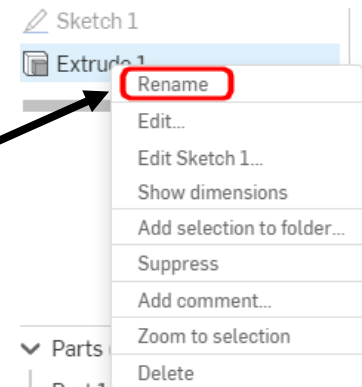 Sketch 1
Extrude 1
Rename
Edit...
Edit Sketch 1...
Show dimensions
Add selection to folder...
Suppress
Add comment...
Zoom to selection
Parts
Delete